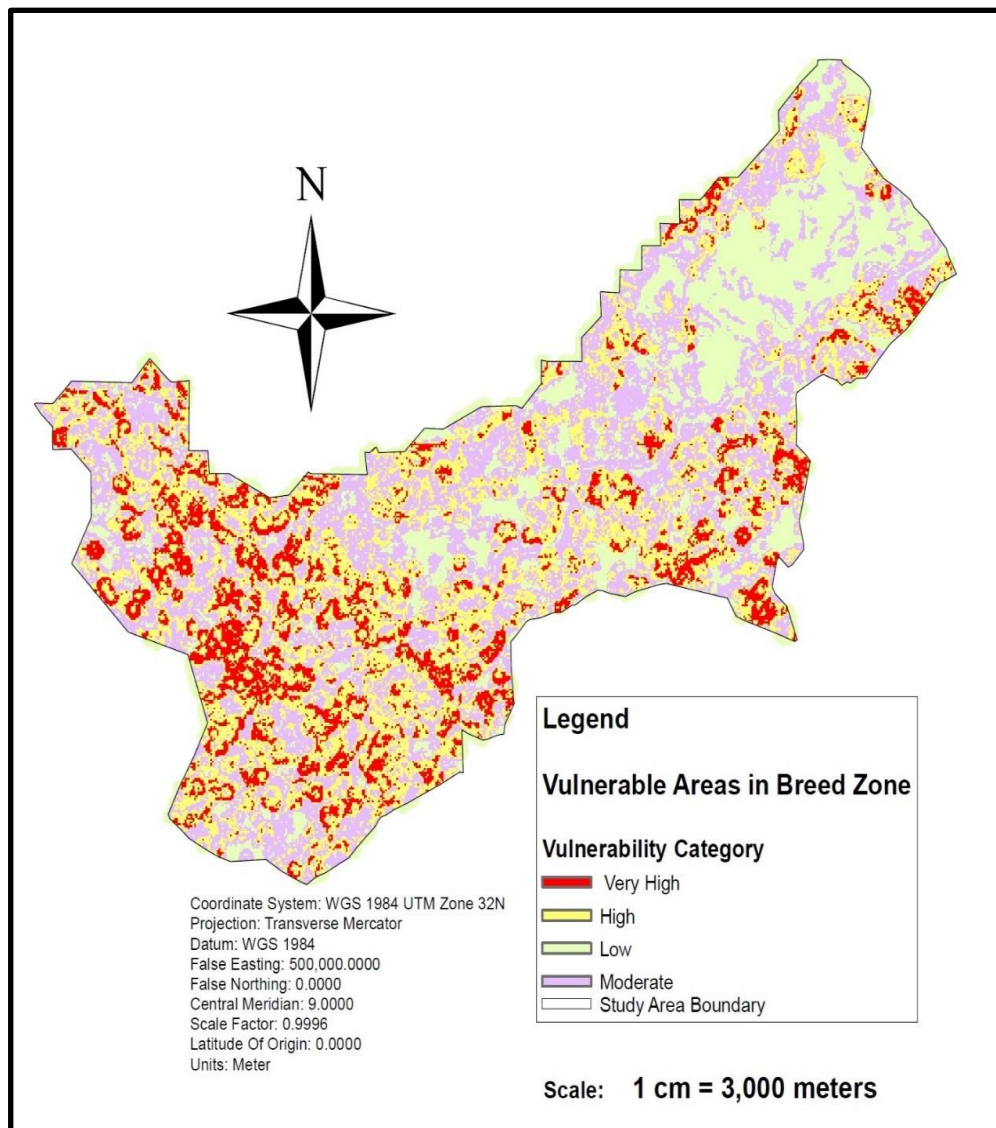 N
Legend
Vulnerable Areas in Breed Zone
Vulnerability Category
Very High
High
Low
Moderate
Study Area Boundary
Coordinate System: WGS 1984 UTM Zone 32N
Projection: Transverse Mercator
Datum: WGS 1984
False Easting: 500,000.0000
False Northing: 0.0000
Central Meridian: 9.0000
Scale Factor: 0.9996
Latitude Of Origin: 0.0000
Units: Meter
Scale: 1 cm = 3,000 meters